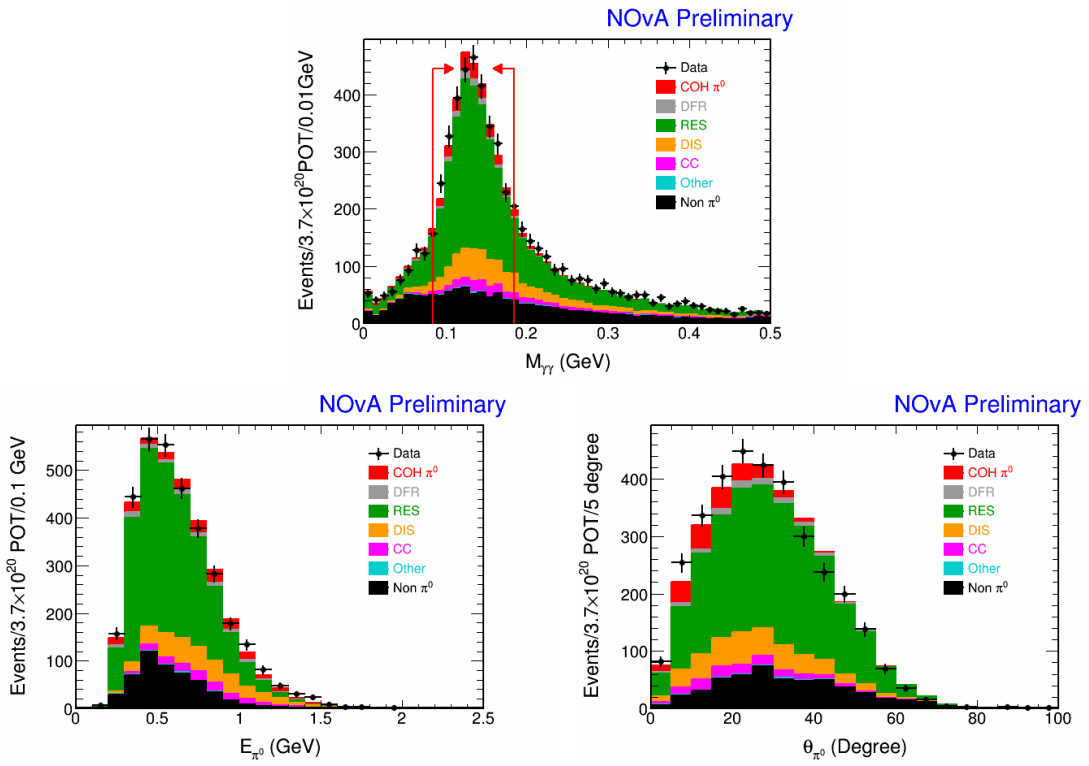 NOvA Preliminary
Events/3.7×10²⁰POT/0.01GeV
400
300
200
100
0
0
0.1
0.2
0.3
0.4
0.5
M_γγ (GeV)
Data
COH π⁰
DFR
RES
DIS
CC
Other
Non π⁰
NOvA Preliminary
Events/3.7×10²⁰ POT/0.1 GeV
500
400
300
200
100
0
0
0.5
1
1.5
2
2.5
E_π⁰ (GeV)
Data
COH π⁰
DFR
RES
DIS
CC
Other
Non π⁰
NOvA Preliminary
Events/3.7×10²⁰ POT/5 degree
400
300
200
100
0
0
20
40
60
80
100
θ_π⁰ (Degree)
Data
COH π⁰
DFR
RES
DIS
CC
Other
Non π⁰